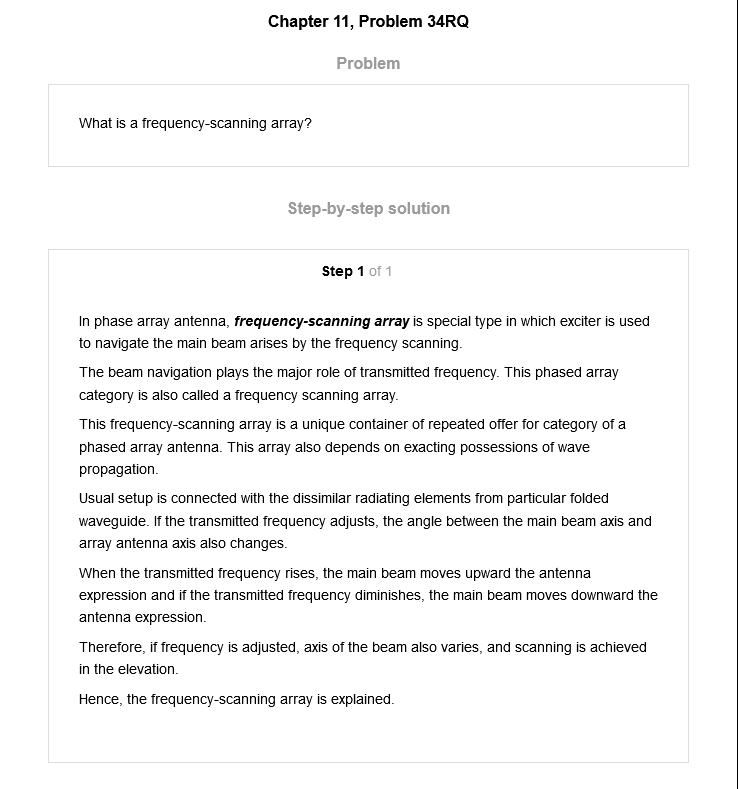 Chapter 11, Problem 34RQ
Problem
What is a frequency-scanning array?
Step-by-step solution
Step 1 of 1
In phase array antenna, frequency-scanning array is special type in which exciter is used
to navigate the main beam arises by the frequency scanning.
The beam navigation plays the major role of transmitted frequency. This phased array
category is also called a frequency scanning array.
This frequency-scanning array is a unique container of repeated offer for category of a
phased array antenna. This array also depends on exacting possessions of wave
propagation.
Usual setup is connected with the dissimilar radiating elements from particular folded
waveguide. If the transmitted frequency adjusts, the angle between the main beam axis and
array antenna axis also changes.
When the transmitted frequency rises, the main beam moves upward the antenna
expression and if the transmitted frequency diminishes, the main beam moves downward the
antenna expression.
Therefore, if frequency is adjusted, axis of the beam also varies, and scanning is achieved
in the elevation.
Hence, the frequency-scanning array is explained.